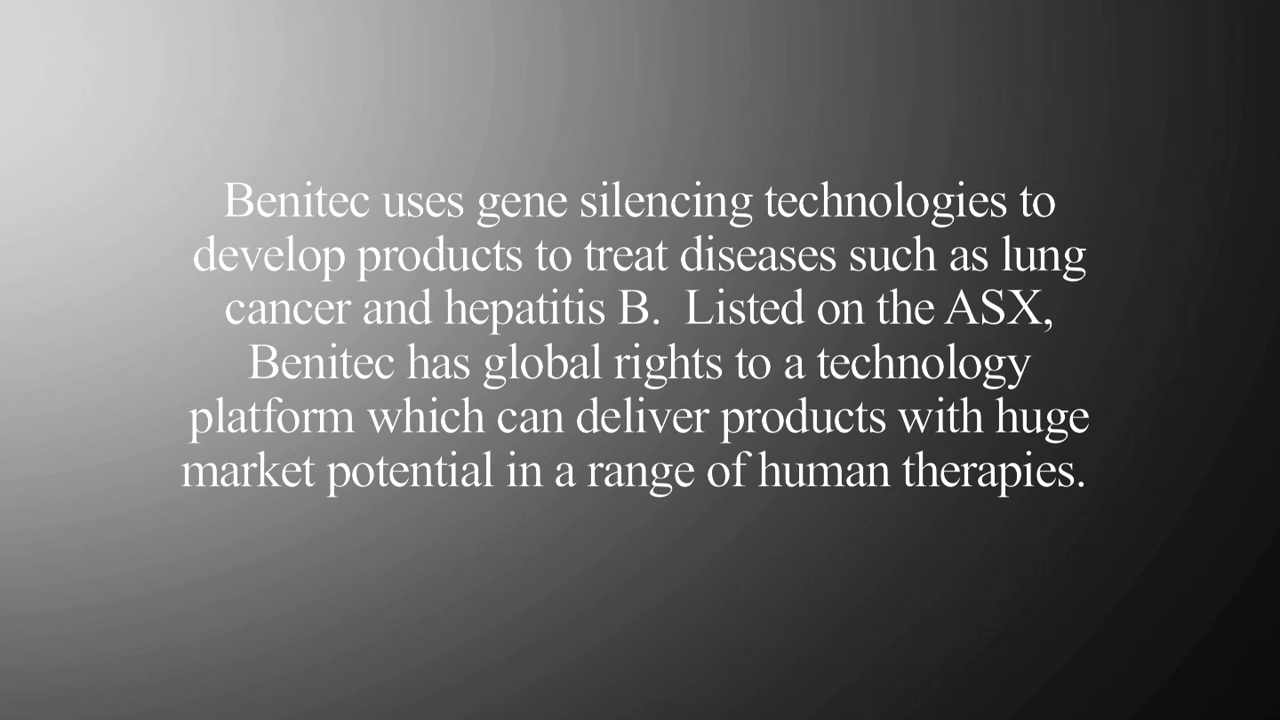 Benitec uses gene silencing technologies to
develop products to treat diseases such as lung
cancer and hepatitis B.  Listed on the ASX,
Benitec has global rights to a technology
platform which can deliver products with huge
market potential in a range of human therapies.